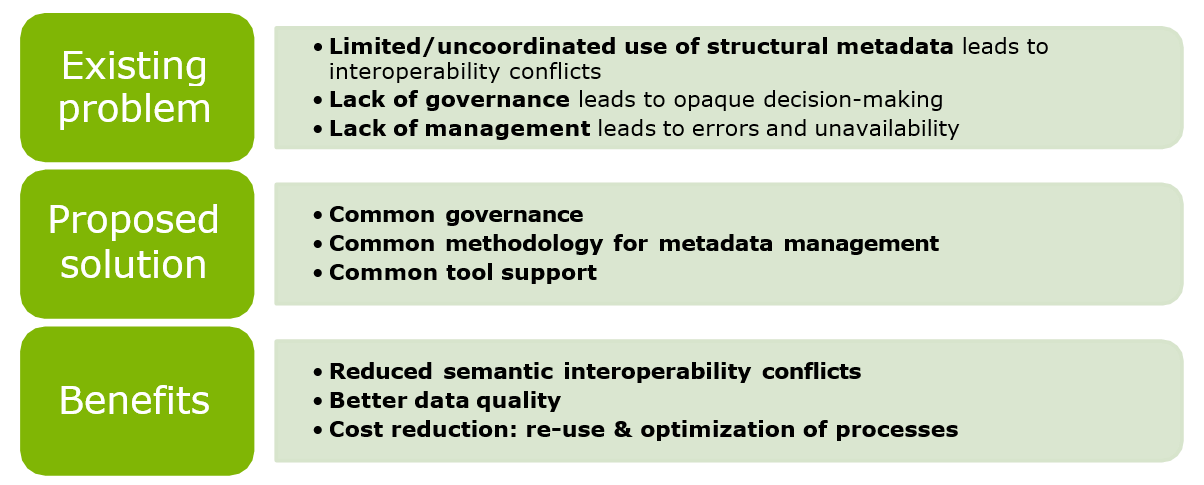 Existing
problem
• Limited/uncoordinated use of structural metadata leads to
interoperability conflicts
• Lack of governance leads to opaque decision-making
• Lack of management leads to errors and unavailability
Proposed
solution
• Common governance
• Common methodology for metadata management
• Common tool support
Benefits
• Reduced semantic interoperability conflicts
• Better data quality
• Cost reduction: re-use & optimization of processes